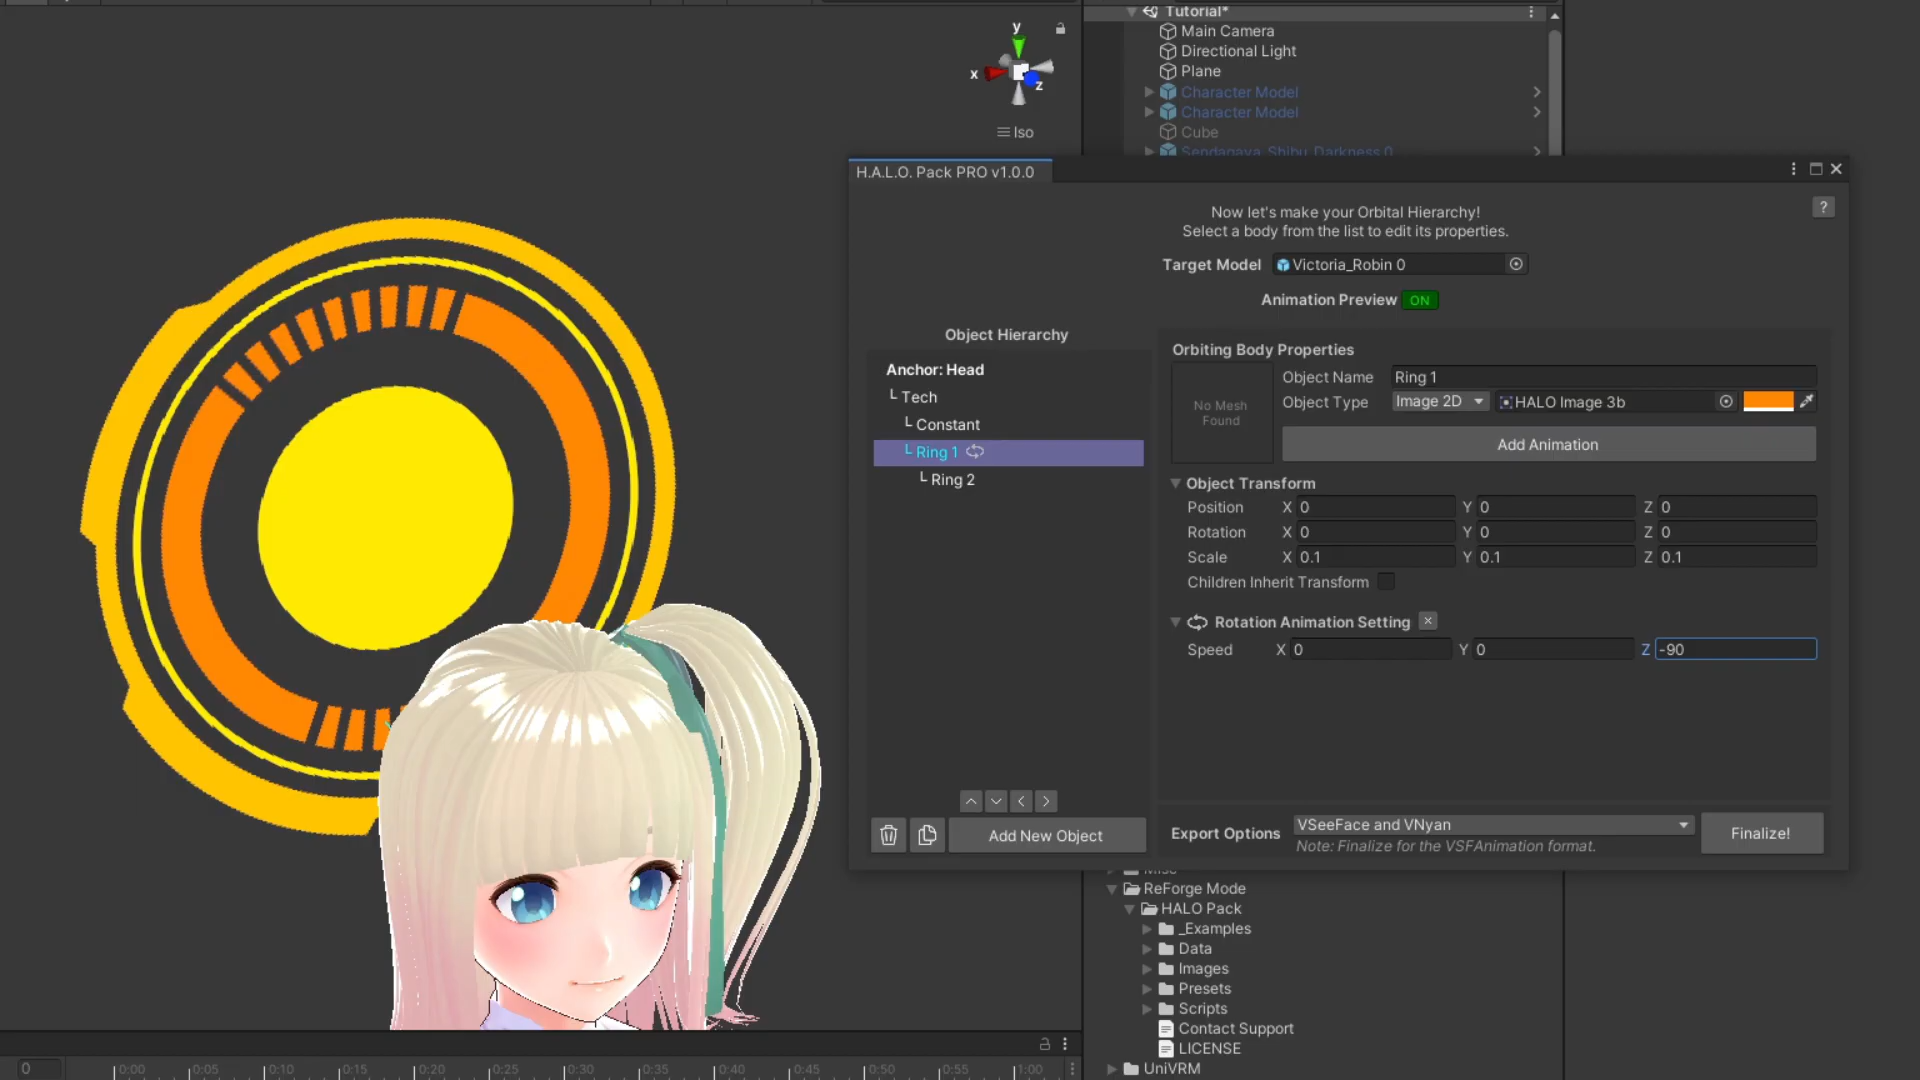 Tutorial*
Main Camera
Directional Light
Plane
Character Model
Character Model
Cube
Sendagaya_Shibu_Darkness 0
y
x
z
Iso
H.A.L.O. Pack PRO v1.0.0
?
Now let's make your Orbital Hierarchy!
Select a body from the list to edit its properties.
Target Model Victoria_Robin 0
Animation Preview ON
Object Hierarchy
Anchor: Head
└ Tech
└ Constant
└ Ring 1
└ Ring 2
Add New Object
Orbiting Body Properties
No Mesh
Found
Object Name Ring 1
Object Type Image 2D HALO Image 3b
Add Animation
Object Transform
Position X 0 Y 0 Z 0
Rotation X 0 Y 0 Z 0
Scale X 0.1 Y 0.1 Z 0.1
Children Inherit Transform
Rotation Animation Setting
Speed X 0 Y 0 Z -90
Export Options VSeeFace and VNyan Finalize!
Note: Finalize for the VSFAnimation format.
Misc
ReForge Mode
HALO Pack
_Examples
Data
Images
Presets
Scripts
Contact Support
LICENSE
UniVRM
0 0:00 0:05 0:10 0:15 0:20 0:25 0:30 0:35 0:40 0:45 0:50 0:55 1:00